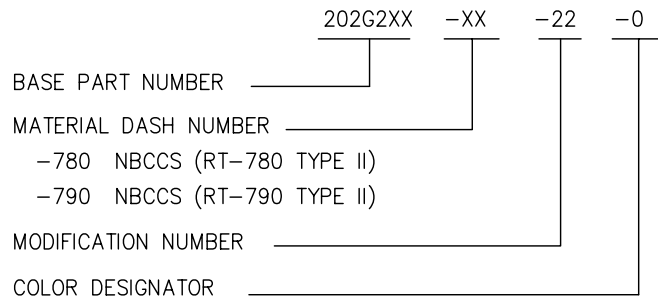 202G2XX -XX -22 -0
BASE PART NUMBER
MATERIAL DASH NUMBER
-780 NBCCS (RT-780 TYPE II)
-790 NBCCS (RT-790 TYPE II)
MODIFICATION NUMBER
COLOR DESIGNATOR